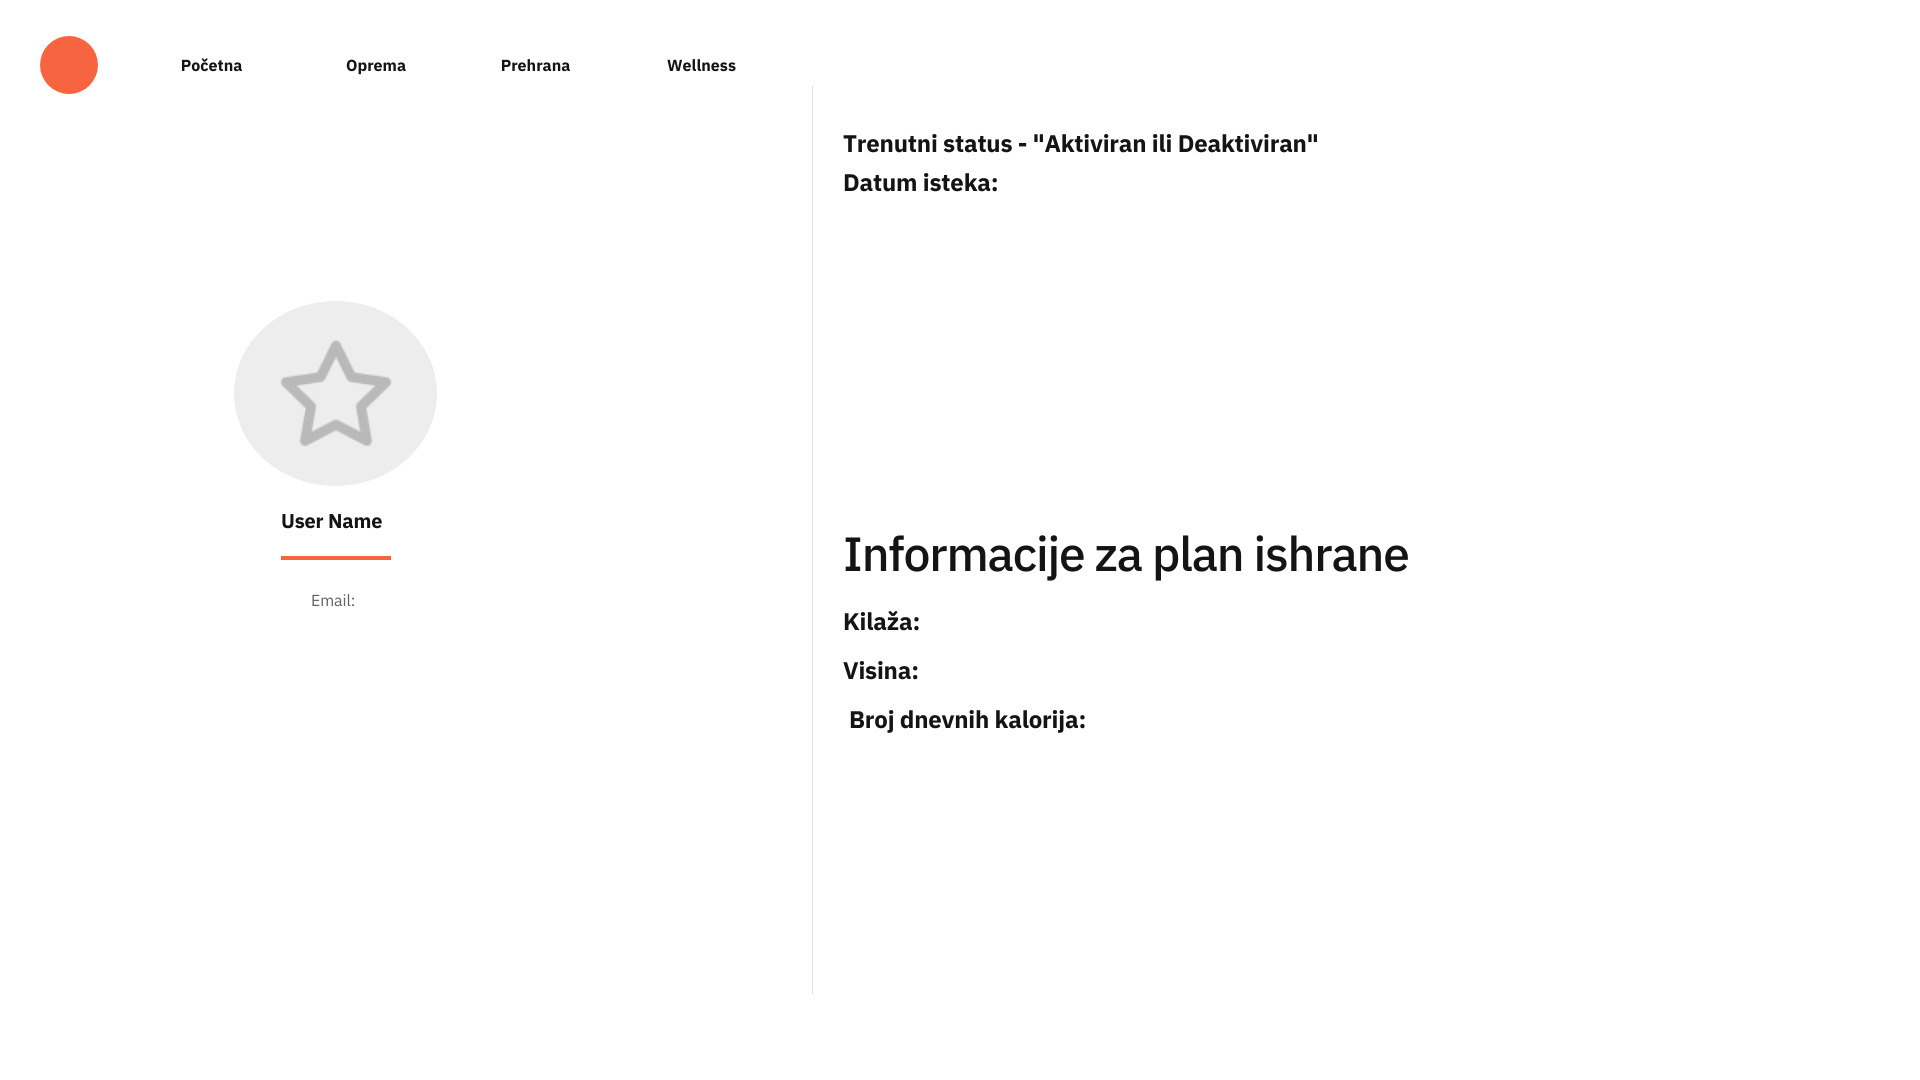 Početna Oprema Prehrana Wellness
Trenutni status - "Aktiviran ili Deaktiviran"
Datum isteka:
User Name
Email:
Informacije za plan ishrane
Kilaža:
Visina:
Broj dnevnih kalorija: